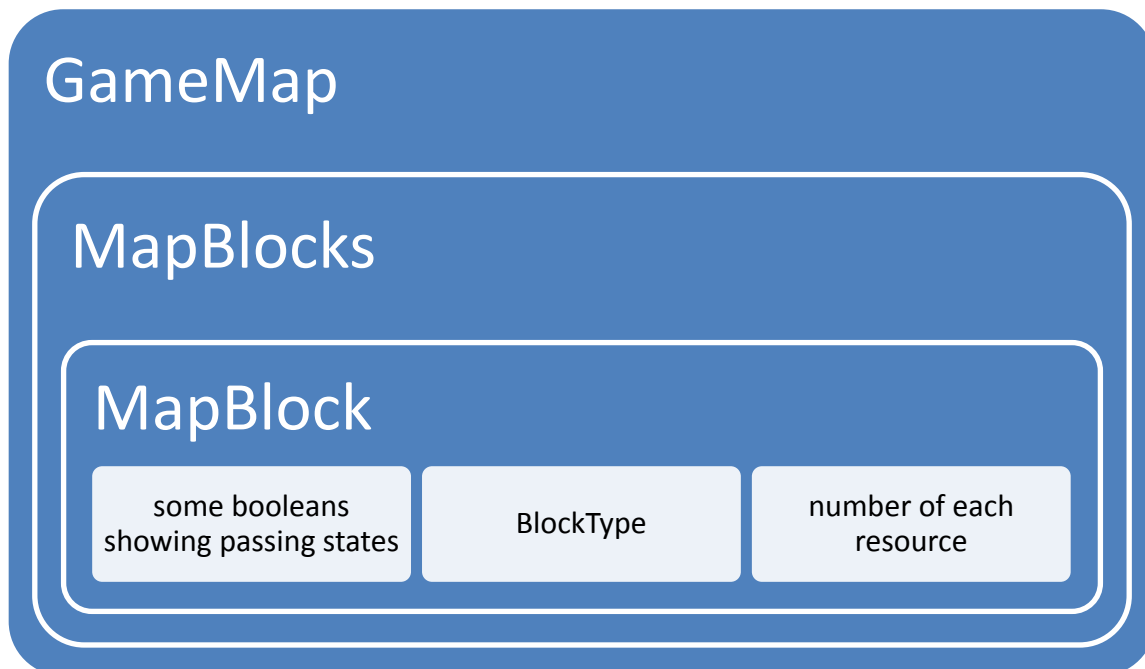 GameMap
MapBlocks
MapBlock
some booleans
showing passing states
BlockType
number of each
resource